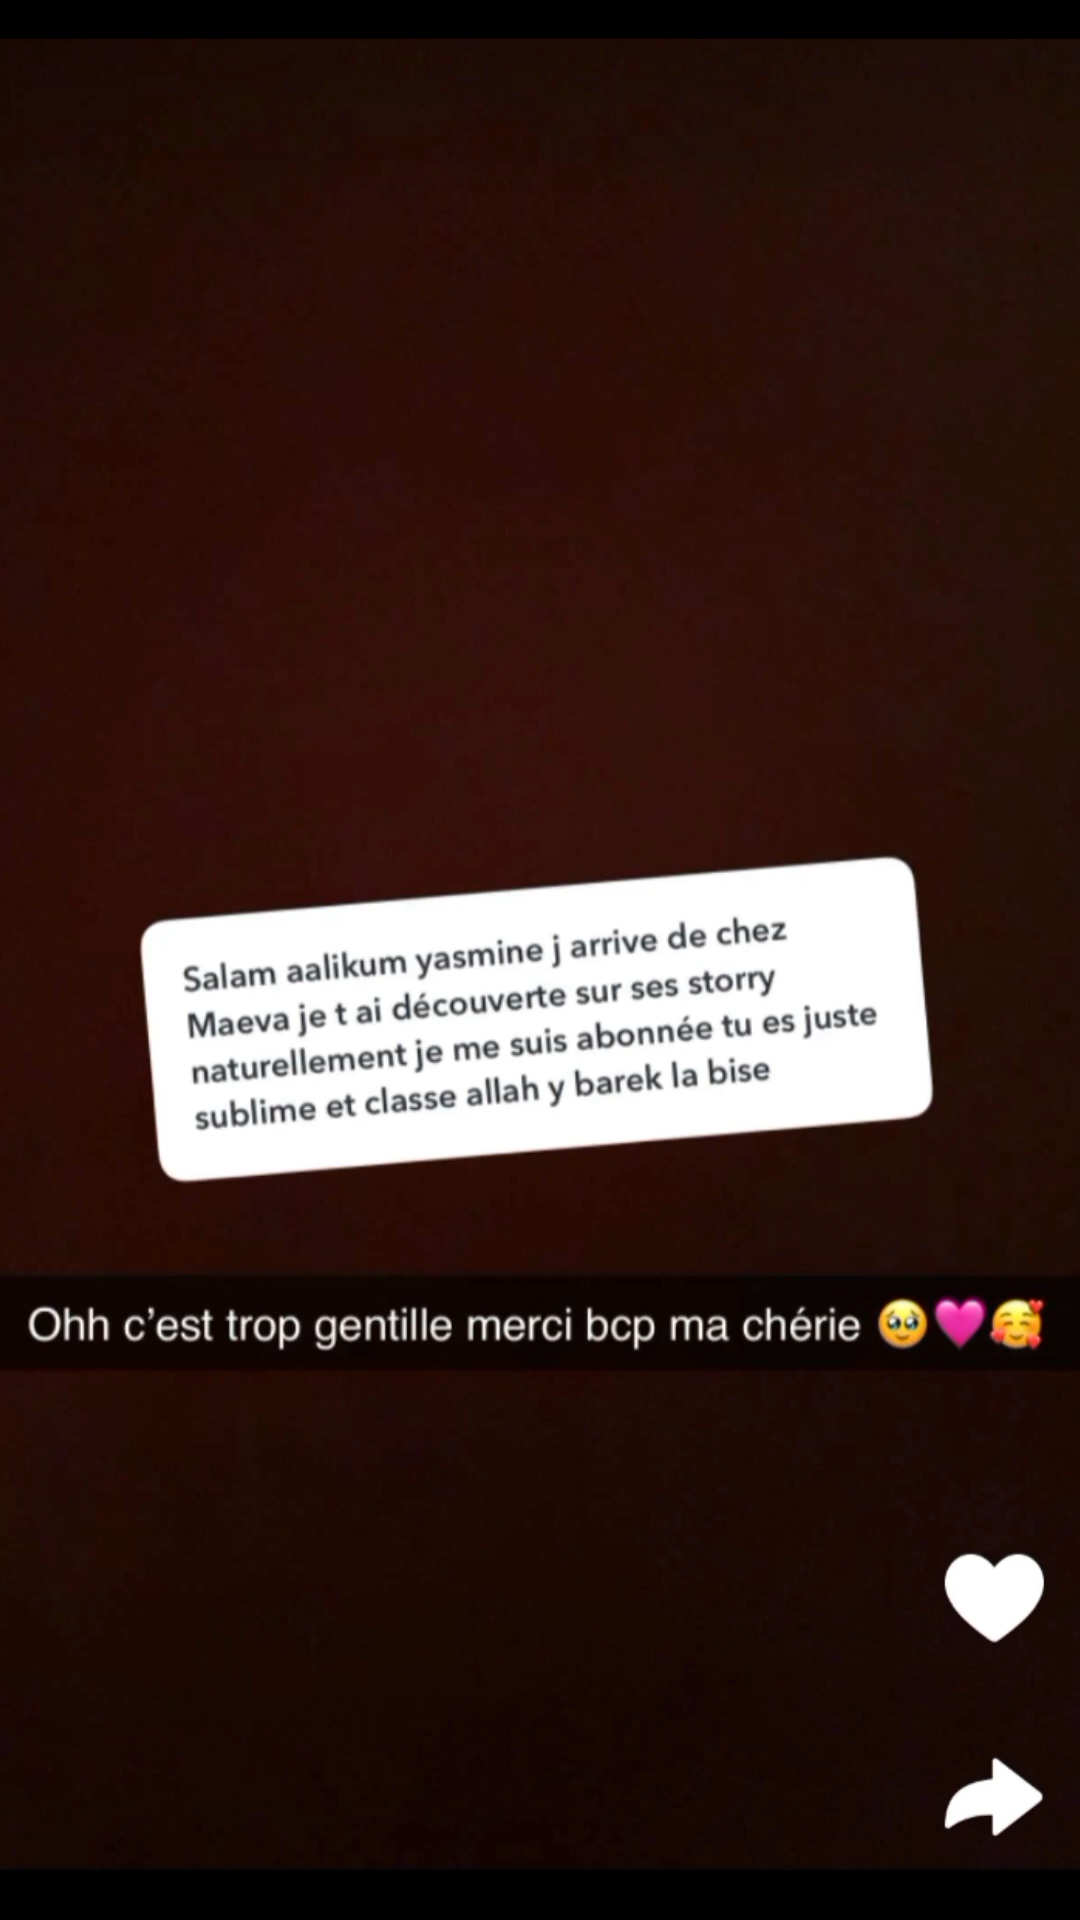 Salam aalikum yasmine j arrive de chez
Maeva je t ai découverte sur ses storry
naturellement je me suis abonnée tu es juste
sublime et classe allah y barek la bise
Ohh c’est trop gentille merci bcp ma chérie 🥹💗🥰